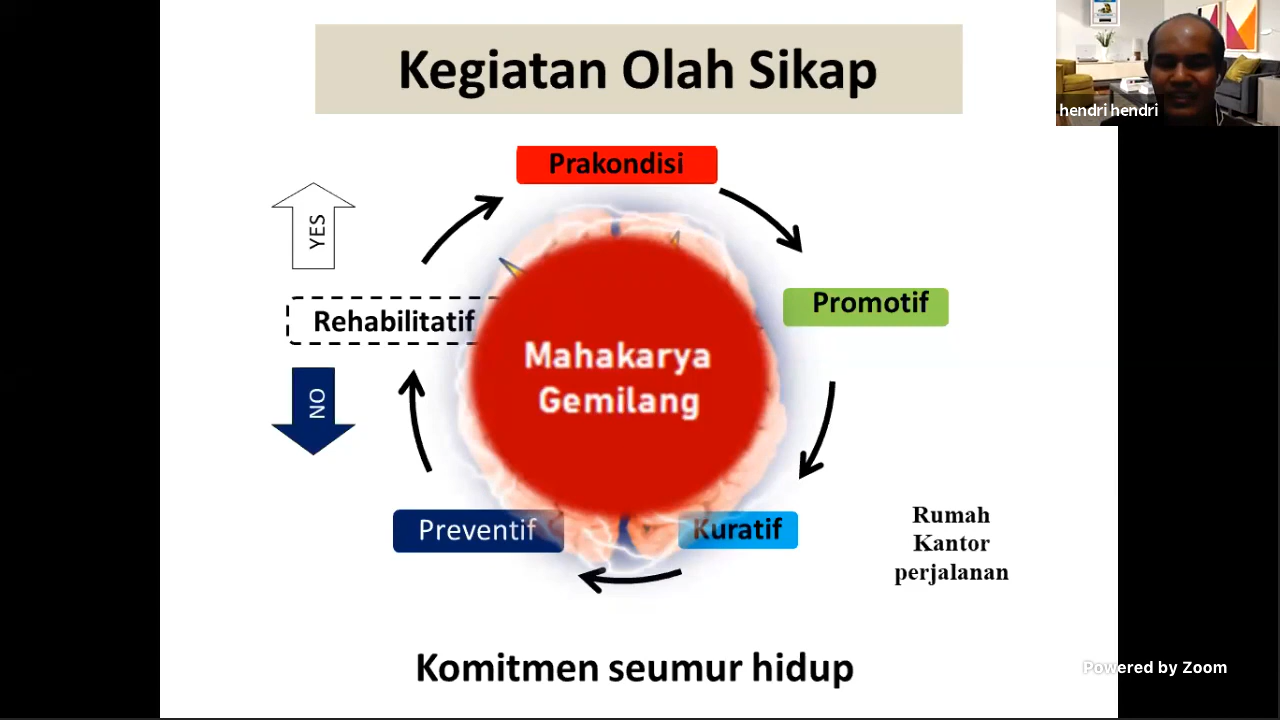 Kegiatan Olah Sikap
hendri hendri
Prakondisi
YES
Promotif
Rehabilitatif
Mahakarya
Gemilang
NO
Preventif
Kuratif
Rumah
Kantor
perjalanan
Komitmen seumur hidup
Powered by Zoom